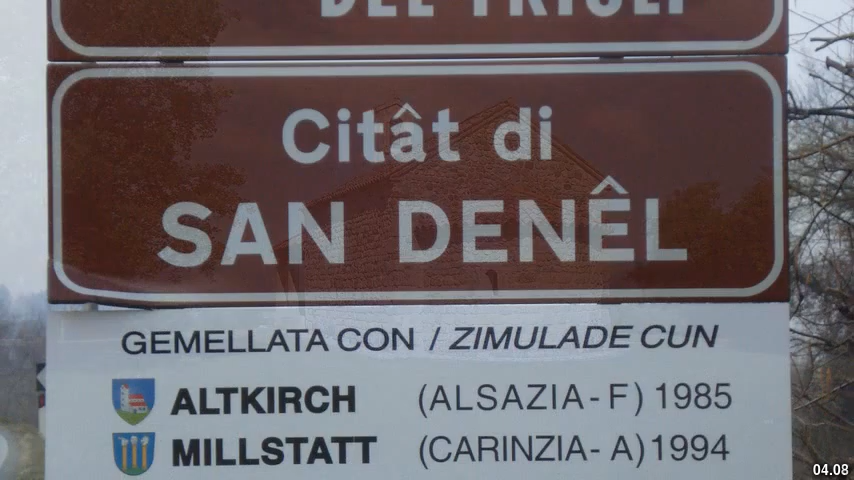 DEL FRIULI
Citât di
SAN DENÊL
GEMELLATA CON / ZIMULADE CUN
ALTKIRCH (ALSAZIA-F) 1985
MILLSTATT (CARINZIA-A) 1994
04.08